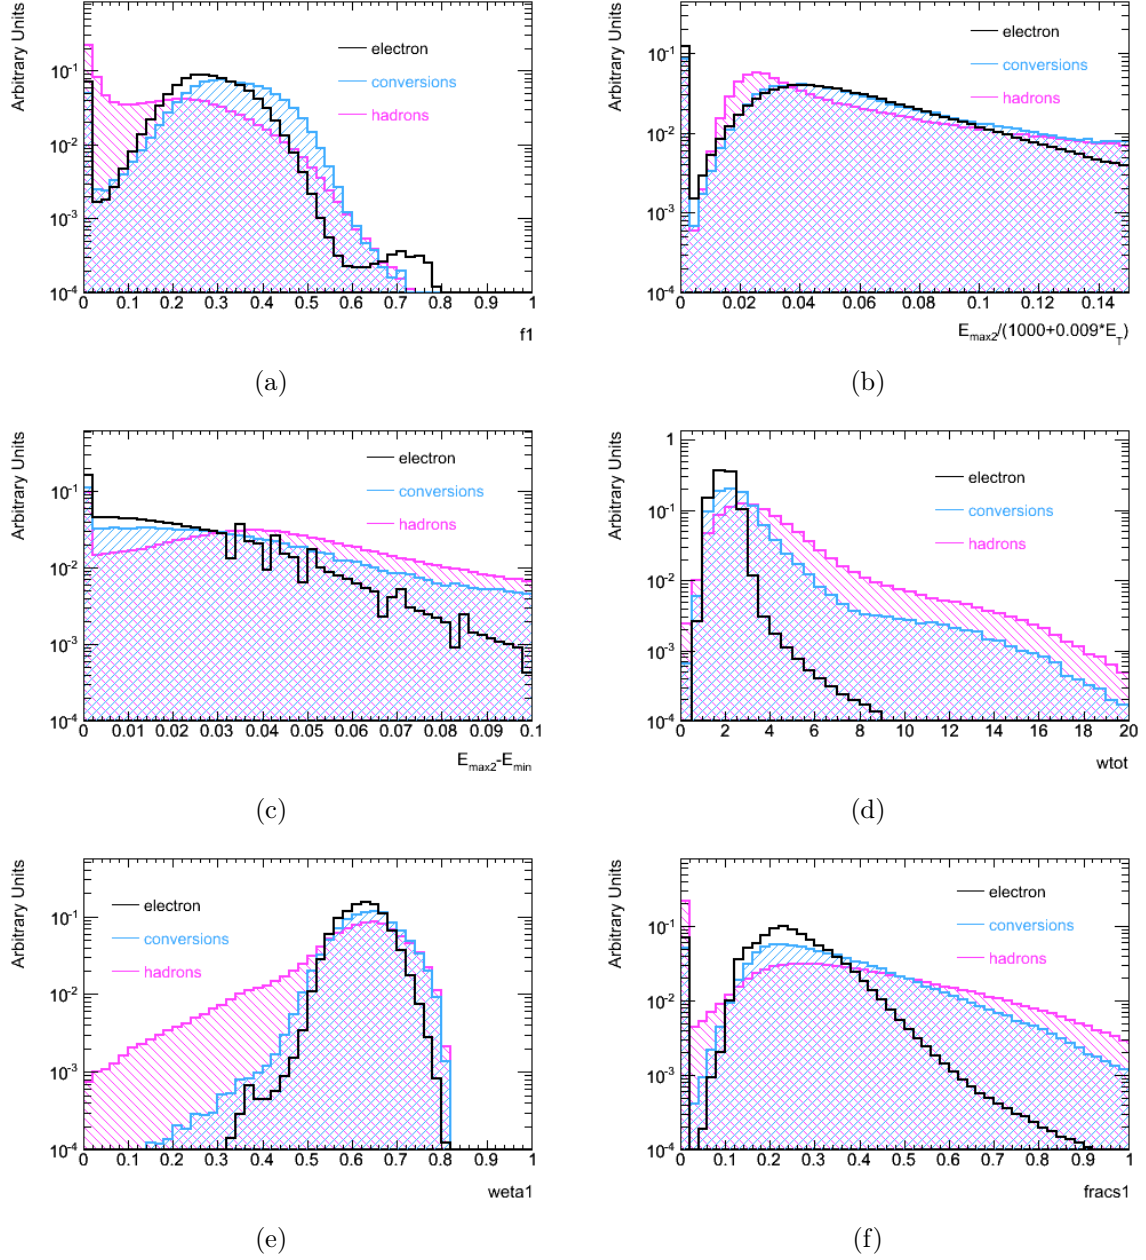 Arbitrary Units
10⁻¹
10⁻²
10⁻³
10⁻⁴
electron
conversions
hadrons
0 0.1 0.2 0.3 0.4 0.5 0.6 0.7 0.8 0.9 1
f1
(a)
Arbitrary Units
10⁻¹
10⁻²
10⁻³
10⁻⁴
electron
conversions
hadrons
0 0.02 0.04 0.06 0.08 0.1 0.12 0.14
E_max2/(1000+0.009*E_T)
(b)
Arbitrary Units
10⁻¹
10⁻²
10⁻³
10⁻⁴
electron
conversions
hadrons
0 0.01 0.02 0.03 0.04 0.05 0.06 0.07 0.08 0.09 0.1
E_max2-E_min
(c)
Arbitrary Units
1
10⁻¹
10⁻²
10⁻³
10⁻⁴
electron
conversions
hadrons
0 2 4 6 8 10 12 14 16 18 20
wtot
(d)
Arbitrary Units
10⁻¹
10⁻²
10⁻³
10⁻⁴
electron
conversions
hadrons
0 0.1 0.2 0.3 0.4 0.5 0.6 0.7 0.8 0.9 1
weta1
(e)
Arbitrary Units
10⁻¹
10⁻²
10⁻³
10⁻⁴
electron
conversions
hadrons
0 0.1 0.2 0.3 0.4 0.5 0.6 0.7 0.8 0.9 1
fracs1
(f)